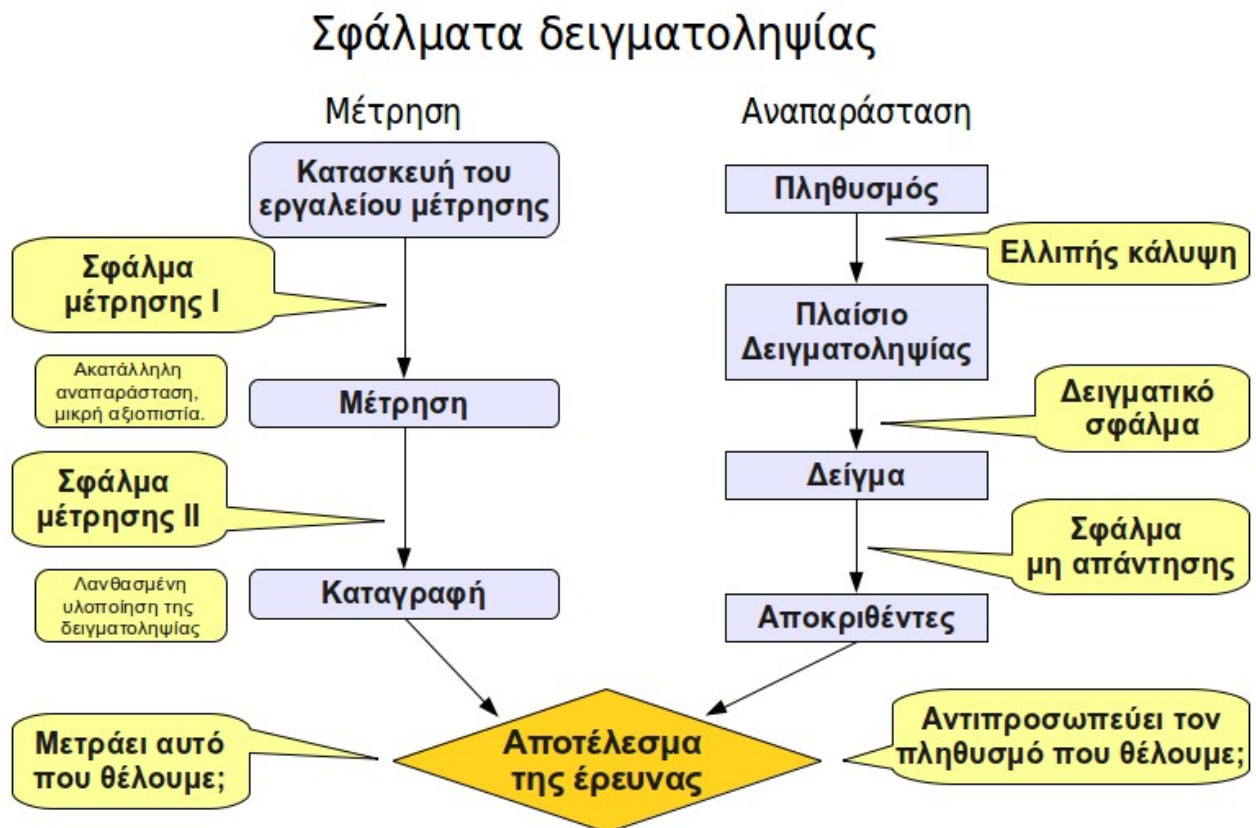 Σφάλματα δειγματοληψίας
Μέτρηση
Κατασκευή του
εργαλείου μέτρησης
Σφάλμα
μέτρησης Ι
Ακατάλληλη
αναπαράσταση,
μικρή αξιοπιστία.
Μέτρηση
Σφάλμα
μέτρησης ΙΙ
Λανθασμένη
υλοποίηση της
δειγματοληψίας
Καταγραφή
Μετράει αυτό
που θέλουμε;
Αναπαράσταση
Πληθυσμός
Ελλιπής κάλυψη
Πλαίσιο
Δειγματοληψίας
Δειγματικό
σφάλμα
Δείγμα
Σφάλμα
μη απάντησης
Αποκριθέντες
Αντιπροσωπεύει τον
πληθυσμό που θέλουμε;
Αποτέλεσμα
της έρευνας